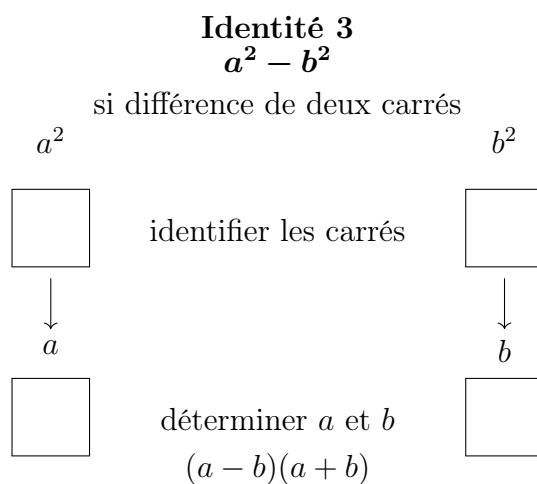 Identité 3
a² − b²
si différence de deux carrés
a² b²
identifier les carrés
a b
déterminer a et b
(a − b)(a + b)